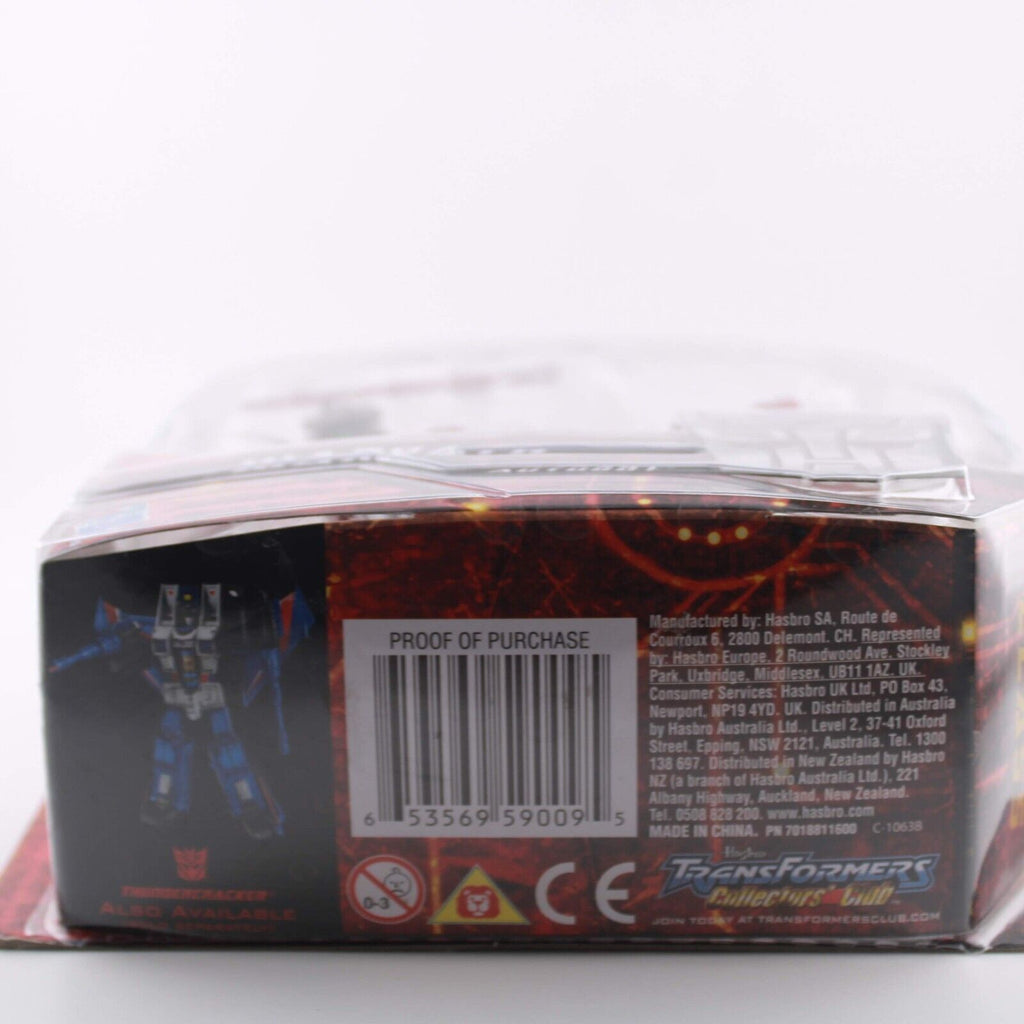 AUTOBOT
PROOF OF PURCHASE
6 53569 59009 5
Manufactured by: Hasbro SA, Route de
Courroux 6, 2800 Delemont. CH. Represented
by: Hasbro Europe. 2 Roundwood Ave. Stockley
Park, Uxbridge, Middlesex, UB11 1AZ. UK.
Consumer Services: Hasbro UK Ltd, PO Box 43,
Newport, NP19 4YD. UK. Distributed in Australia
by Hasbro Australia Ltd., Level 2, 37-41 Oxford
Street, Epping, NSW 2121, Australia. Tel. 1300
138 697. Distributed in New Zealand by Hasbro
NZ (a branch of Hasbro Australia Ltd.), 221
Albany Highway, Auckland, New Zealand.
Tel. 0508 828 200. www.hasbro.com
MADE IN CHINA. PN 7018811600 C-1063B
THUNDERCRACKER
ALSO AVAILABLE
0-3
CE
Hasbro
TRANSFORMERS
Collectors' Club™
JOIN TODAY AT TRANSFORMERSCLUB.COM